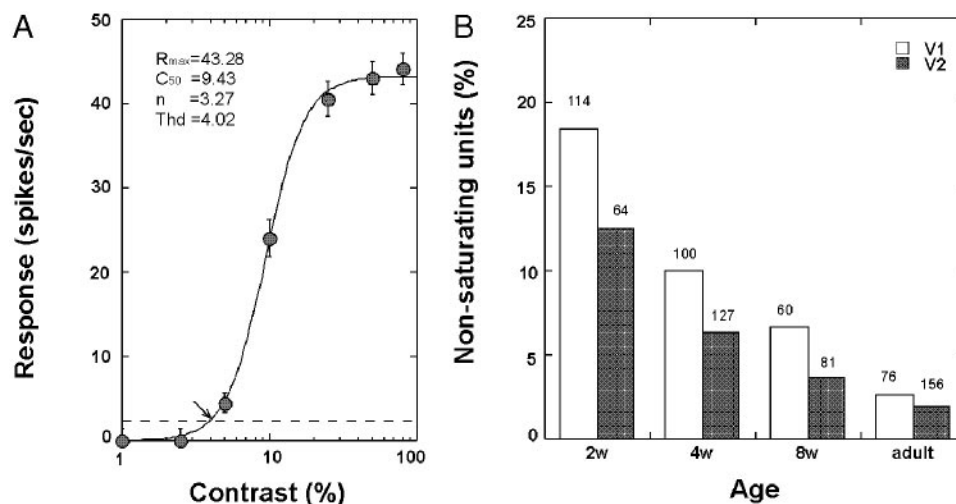 A
Response (spikes/sec)
50
40
30
20
10
0
Rmax=43.28
C50 =9.43
n =3.27
Thd =4.02
1
10
100
Contrast (%)
B
Non-saturating units (%)
25
20
15
10
5
0
V1
V2
114
64
100
127
60
81
76
156
2w
4w
8w
adult
Age